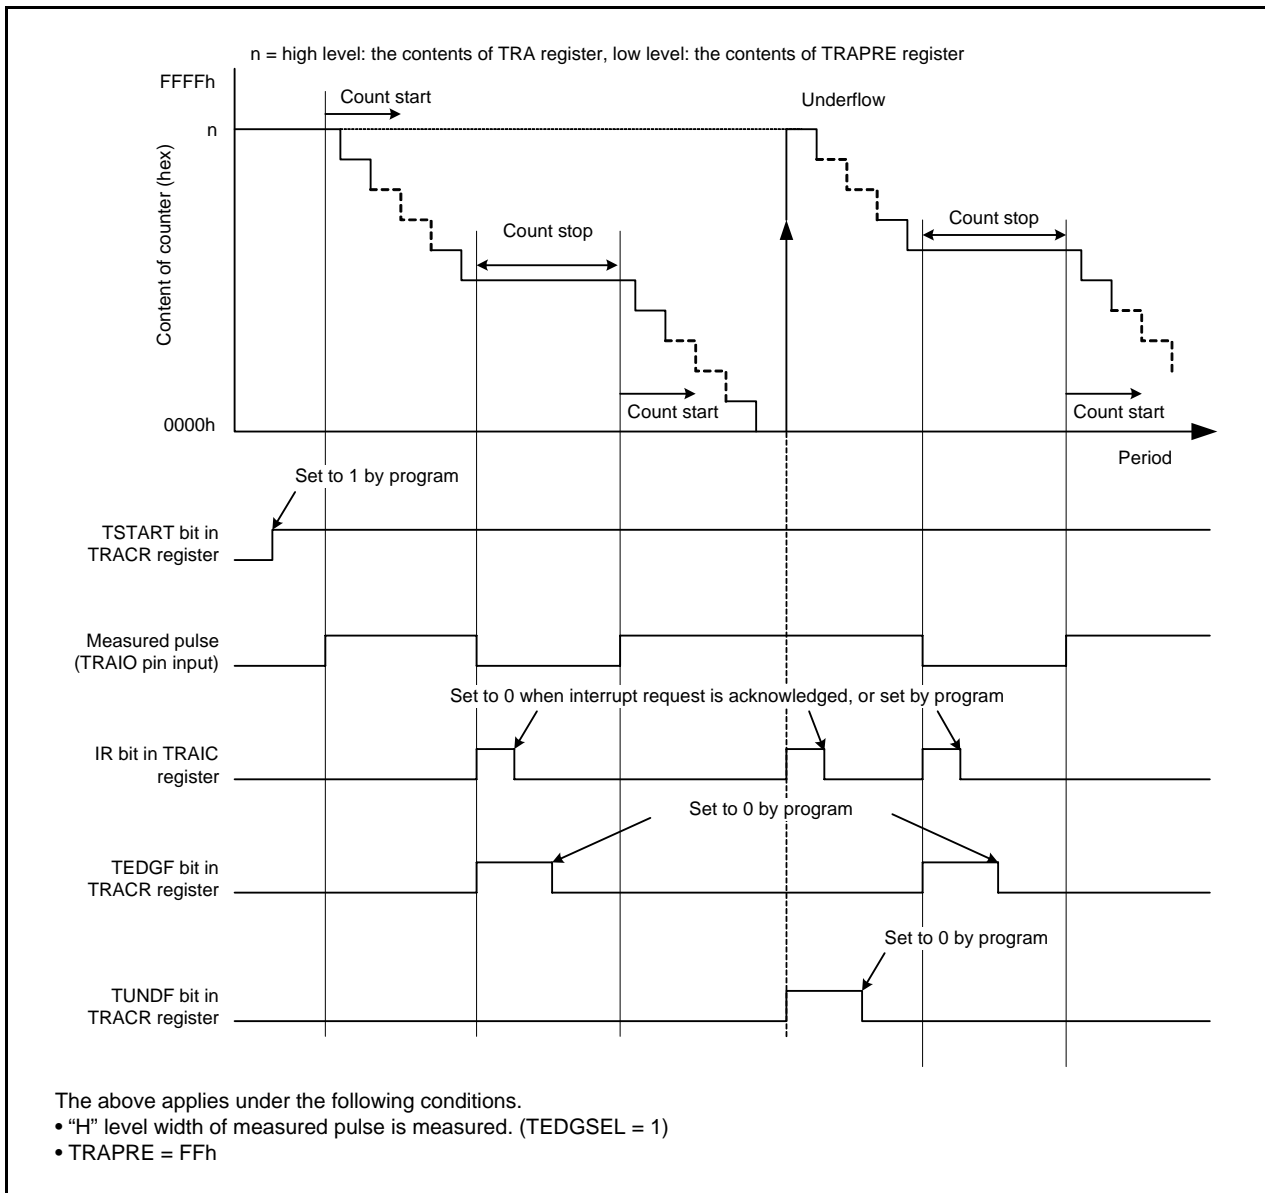 n = high level: the contents of TRA register, low level: the contents of TRAPRE register
FFFFh
Count start
Underflow
n
Content of counter (hex)
Count stop
Count stop
Count start
Count start
0000h
Period
Set to 1 by program
TSTART bit in
TRACR register
Measured pulse
(TRAIO pin input)
Set to 0 when interrupt request is acknowledged, or set by program
IR bit in TRAIC
register
Set to 0 by program
TEDGF bit in
TRACR register
Set to 0 by program
TUNDF bit in
TRACR register
The above applies under the following conditions.
• “H” level width of measured pulse is measured. (TEDGSEL = 1)
• TRAPRE = FFh